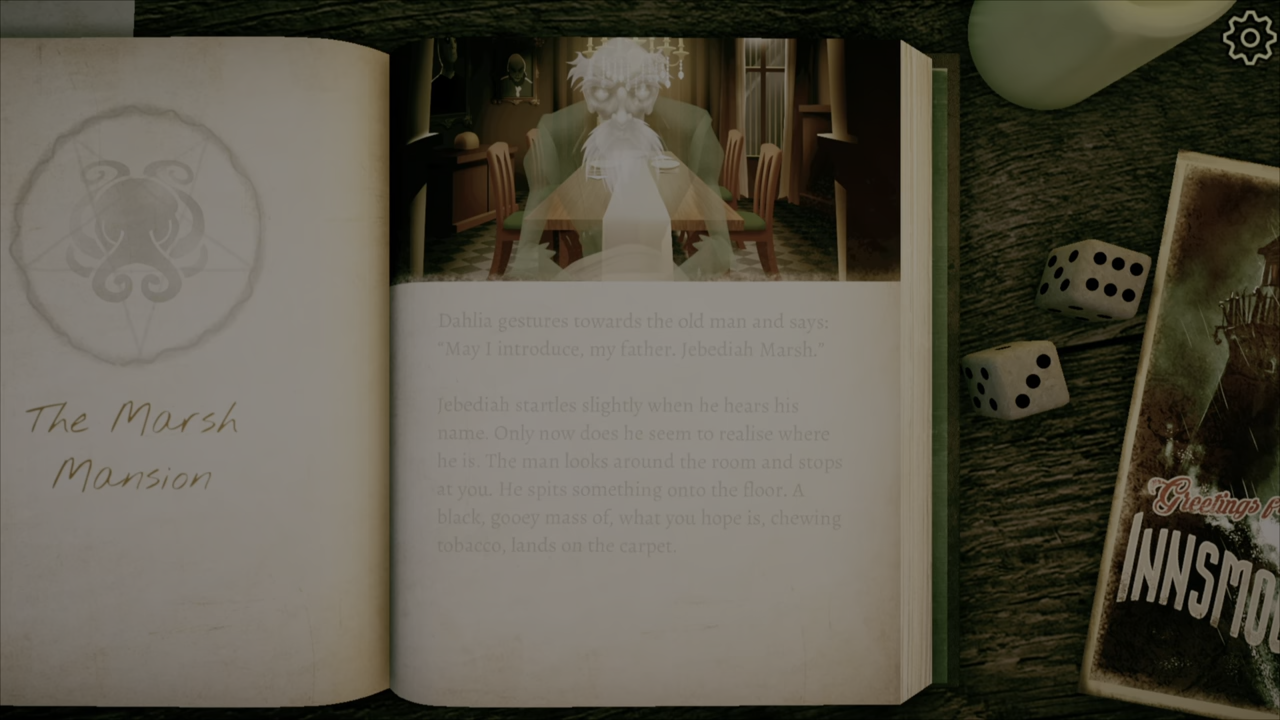 The Marsh
Mansion
Dahlia gestures towards the old man and says:
“May I introduce, my father. Jebediah Marsh.”
Jebediah startles slightly when he hears his
name. Only now does he seem to realise where
he is. The man looks around the room and stops
at you. He spits something onto the floor. A
black, gooey mass of, what you hope is, chewing
tobacco, lands on the carpet.
Greetings